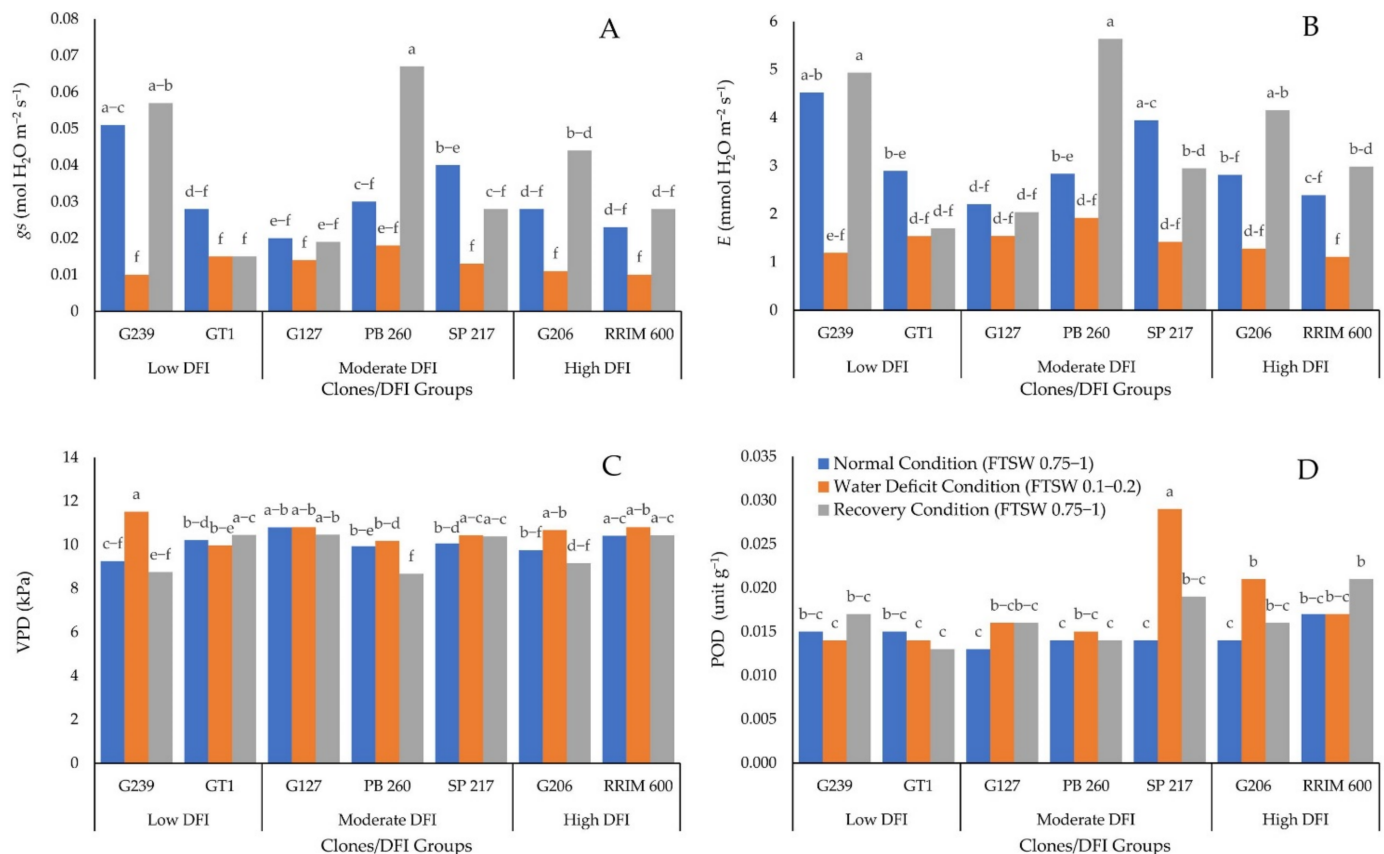 A
gs (mol H₂O m⁻² s⁻¹)
0.08
0.07
0.06
0.05
0.04
0.03
0.02
0.01
0
a−c f a−b
d−f f f
e−f d−f d−f
c−f e−f a
b−e f c−f
d−f f b−d
d−f f d−f
G239 GT1 G127 PB 260 SP 217 G206 RRIM 600
Low DFI Moderate DFI High DFI
Clones/DFI Groups
B
E (mmol H₂O m⁻² s⁻¹)
6
5
4
3
2
1
0
a-b e-f a
b-e d-f d-f
d-f d-f d-f
b-e d-f a
a-c d-f b-d
b-f d-f a-b
c-f f b-d
G239 GT1 G127 PB 260 SP 217 G206 RRIM 600
Low DFI Moderate DFI High DFI
Clones/DFI Groups
C
VPD (kPa)
14
12
10
8
6
4
2
0
c−f a e−f
b−d b−e a−c
a−b a−b a−b
b−e b−d f
b−d a−c a−c
b−f a−b d−f
a−c a−b a−c
G239 GT1 G127 PB 260 SP 217 G206 RRIM 600
Low DFI Moderate DFI High DFI
Clones/DFI Groups
D
Normal Condition (FTSW 0.75−1)
Water Deficit Condition (FTSW 0.1−0.2)
Recovery Condition (FTSW 0.75−1)
POD (unit g⁻¹)
0.035
0.030
0.025
0.020
0.015
0.010
0.005
0.000
b−c c b−c
b−c c c
c b−c b−c
c b−c c
c a b−c
c b b−c
b−c b−c b
G239 GT1 G127 PB 260 SP 217 G206 RRIM 600
Low DFI Moderate DFI High DFI
Clones/DFI Groups